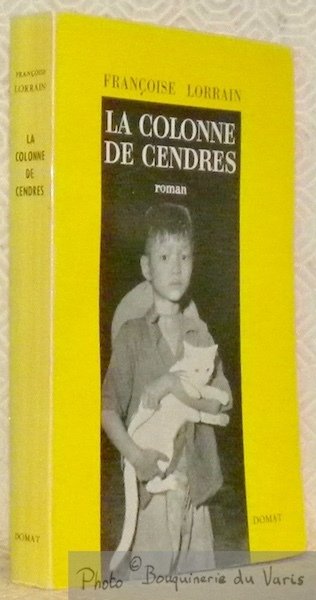 FRANÇOISE
LORRAIN
LA
COLONNE
DE
CENDRES
DOMAT
FRANÇOISE LORRAIN
LA COLONNE
DE CENDRES
roman
DOMAT
Photo © Bouquinerie du Varis